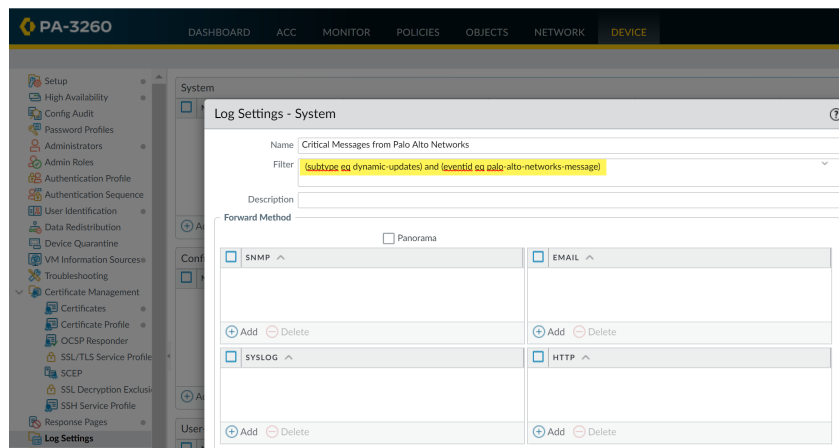 PA-3260
DASHBOARD ACC MONITOR POLICIES OBJECTS NETWORK DEVICE
Setup
High Availability
Config Audit
Password Profiles
Administrators
Admin Roles
Authentication Profile
Authentication Sequence
User Identification
Data Redistribution
Device Quarantine
VM Information Sources
Troubleshooting
Certificate Management
Certificates
Certificate Profile
OCSP Responder
SSL/TLS Service Profile
SCEP
SSL Decryption Exclusi
SSH Service Profile
Response Pages
Log Settings
System
Conf
User
Log Settings - System
Name Critical Messages from Palo Alto Networks
Filter (subtype eq dynamic-updates) and (eventid eq palo-alto-networks-message)
Description
Forward Method
Panorama
SNMP EMAIL
Add Delete Add Delete
SYSLOG HTTP
Add Delete Add Delete